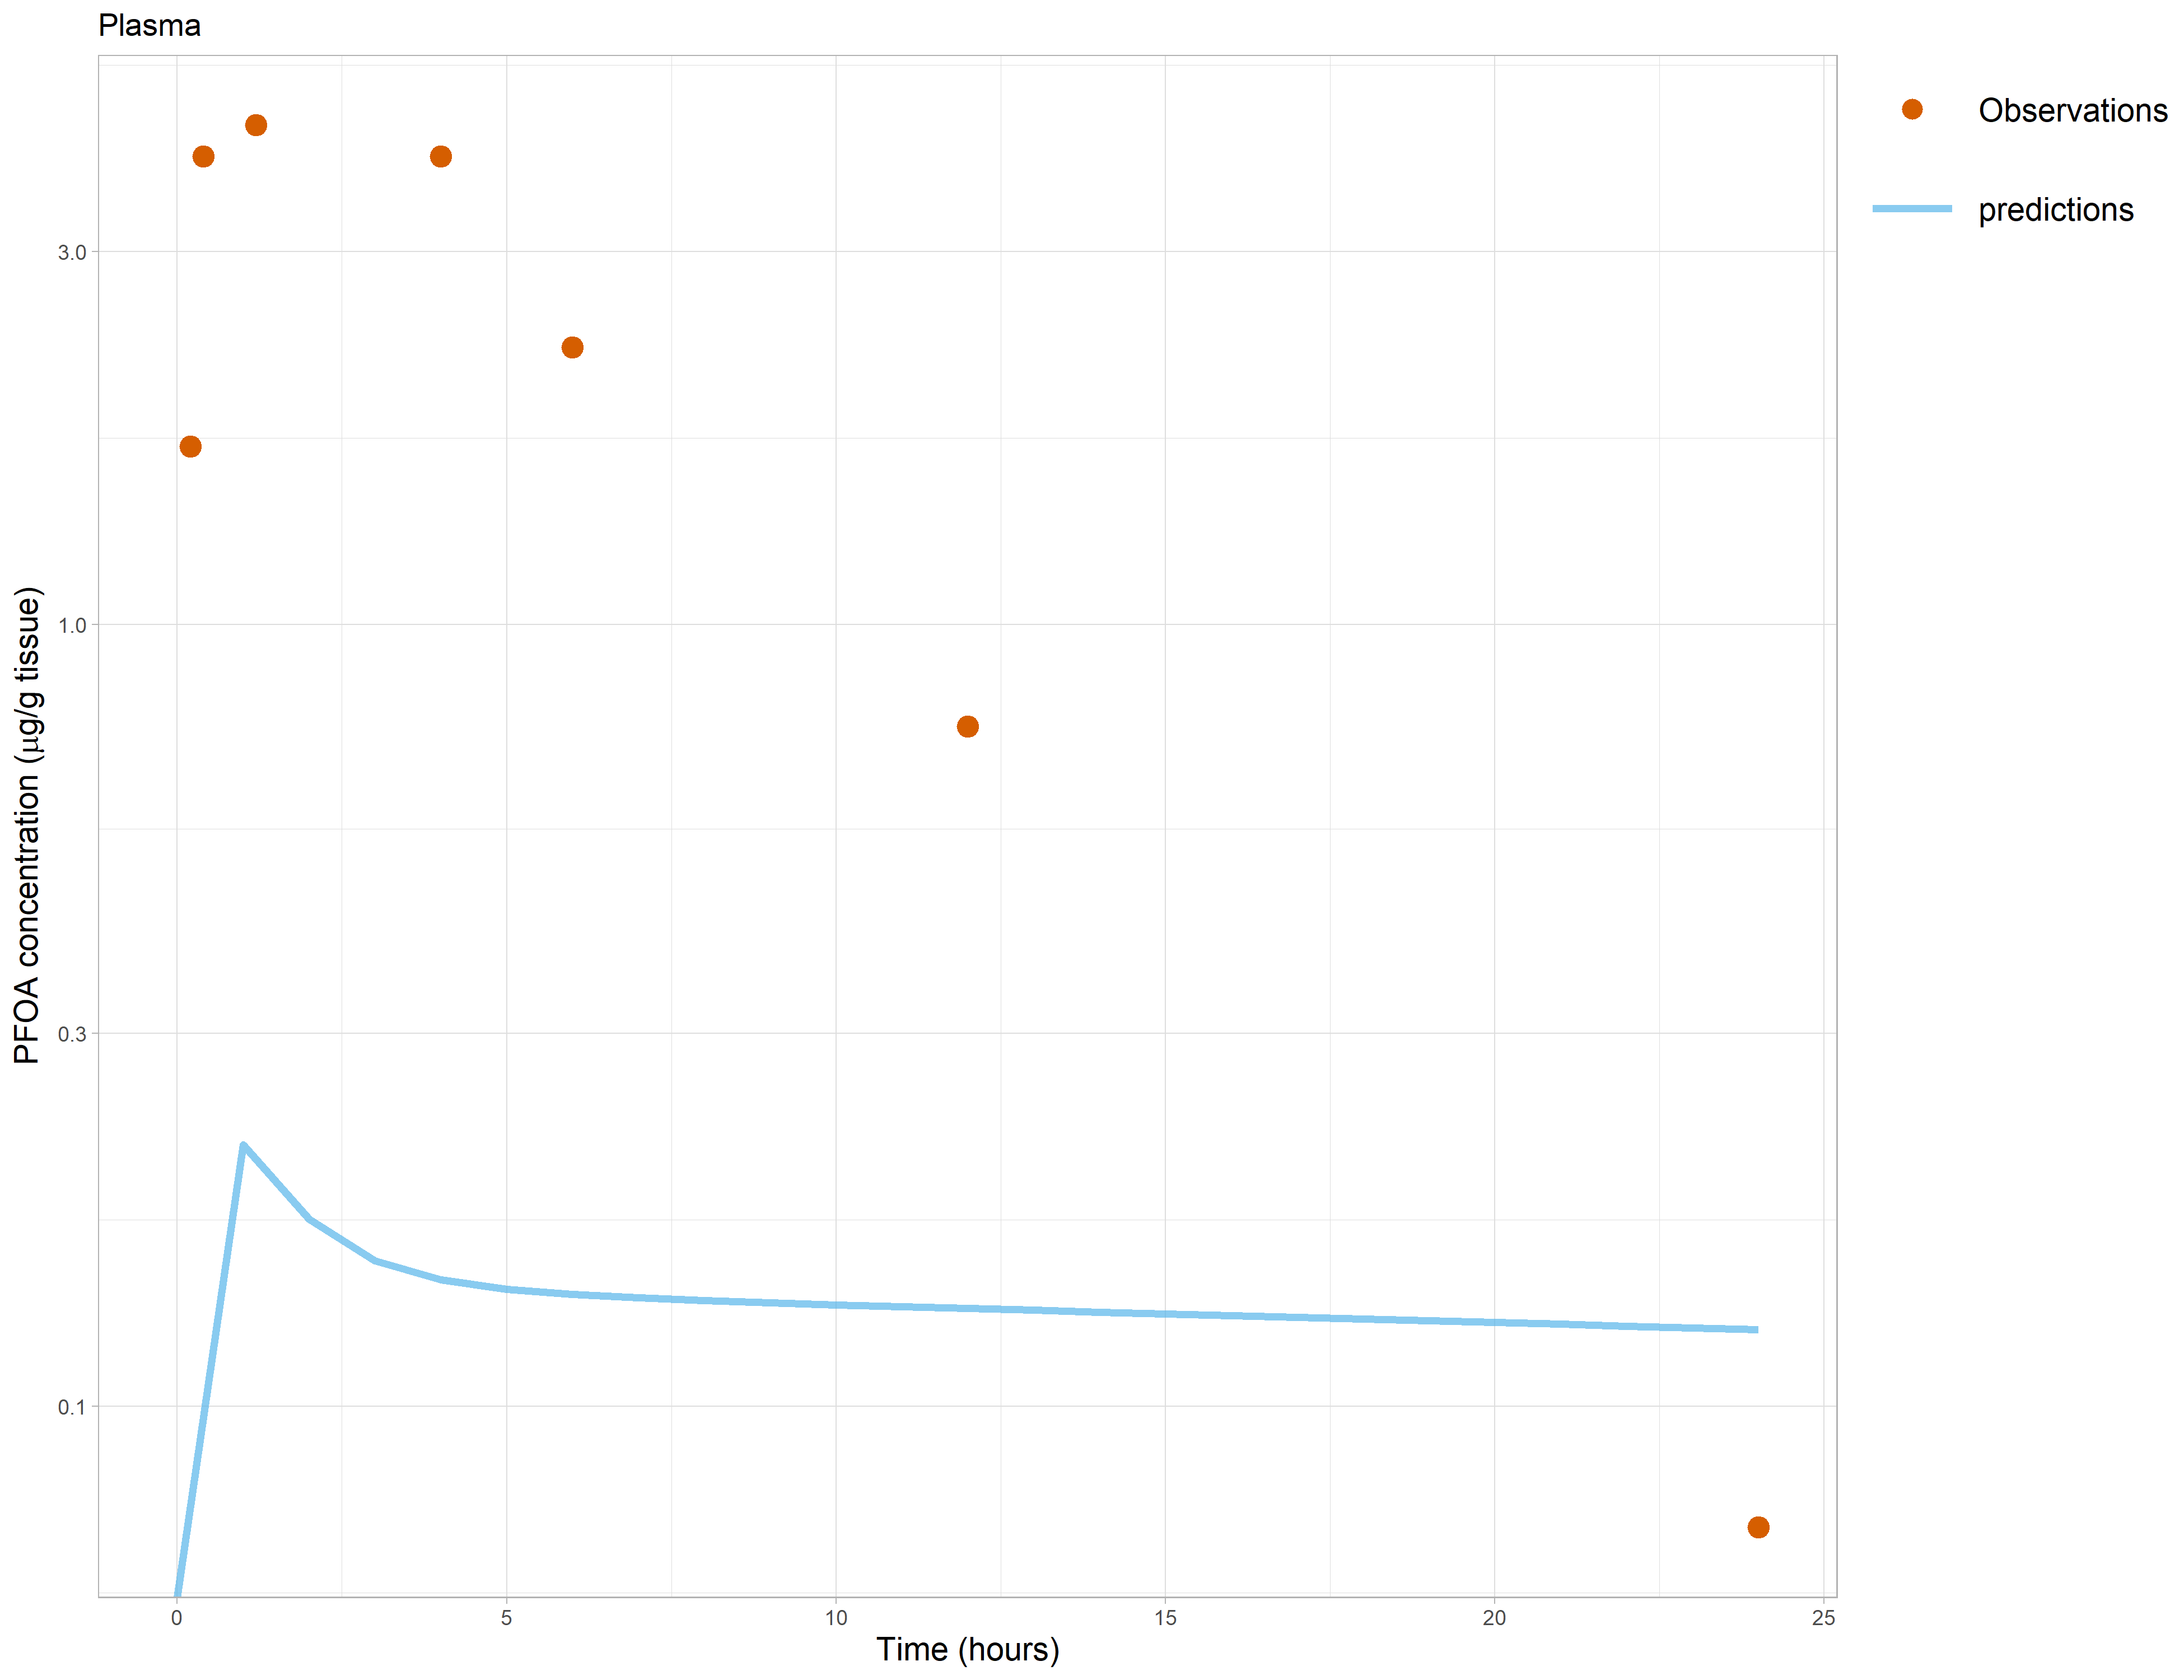 Plasma
Observations
predictions
PFOA concentration (μg/g tissue)
3.0
1.0
0.3
0.1
0 5 10 15 20 25
Time (hours)